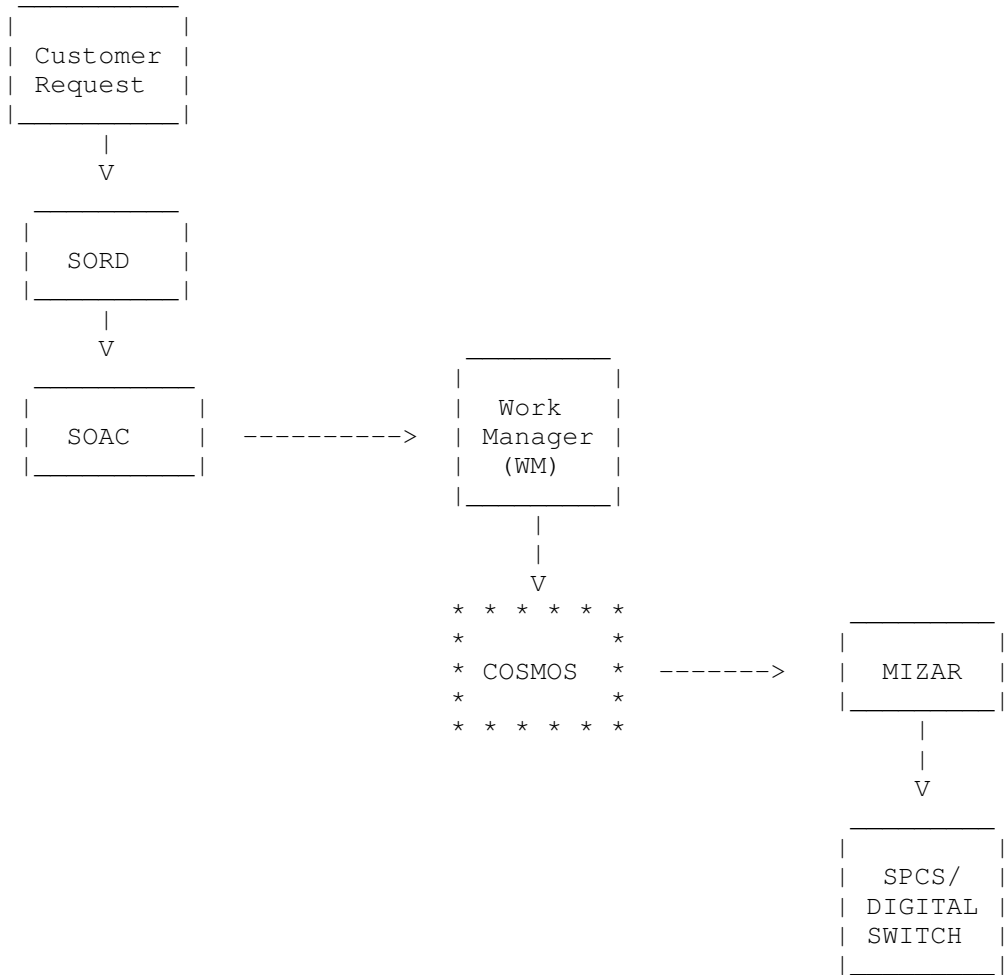 Customer
Request
SORD
SOAC
Work
Manager
(WM)
COSMOS
MIZAR
SPCS/
DIGITAL
SWITCH